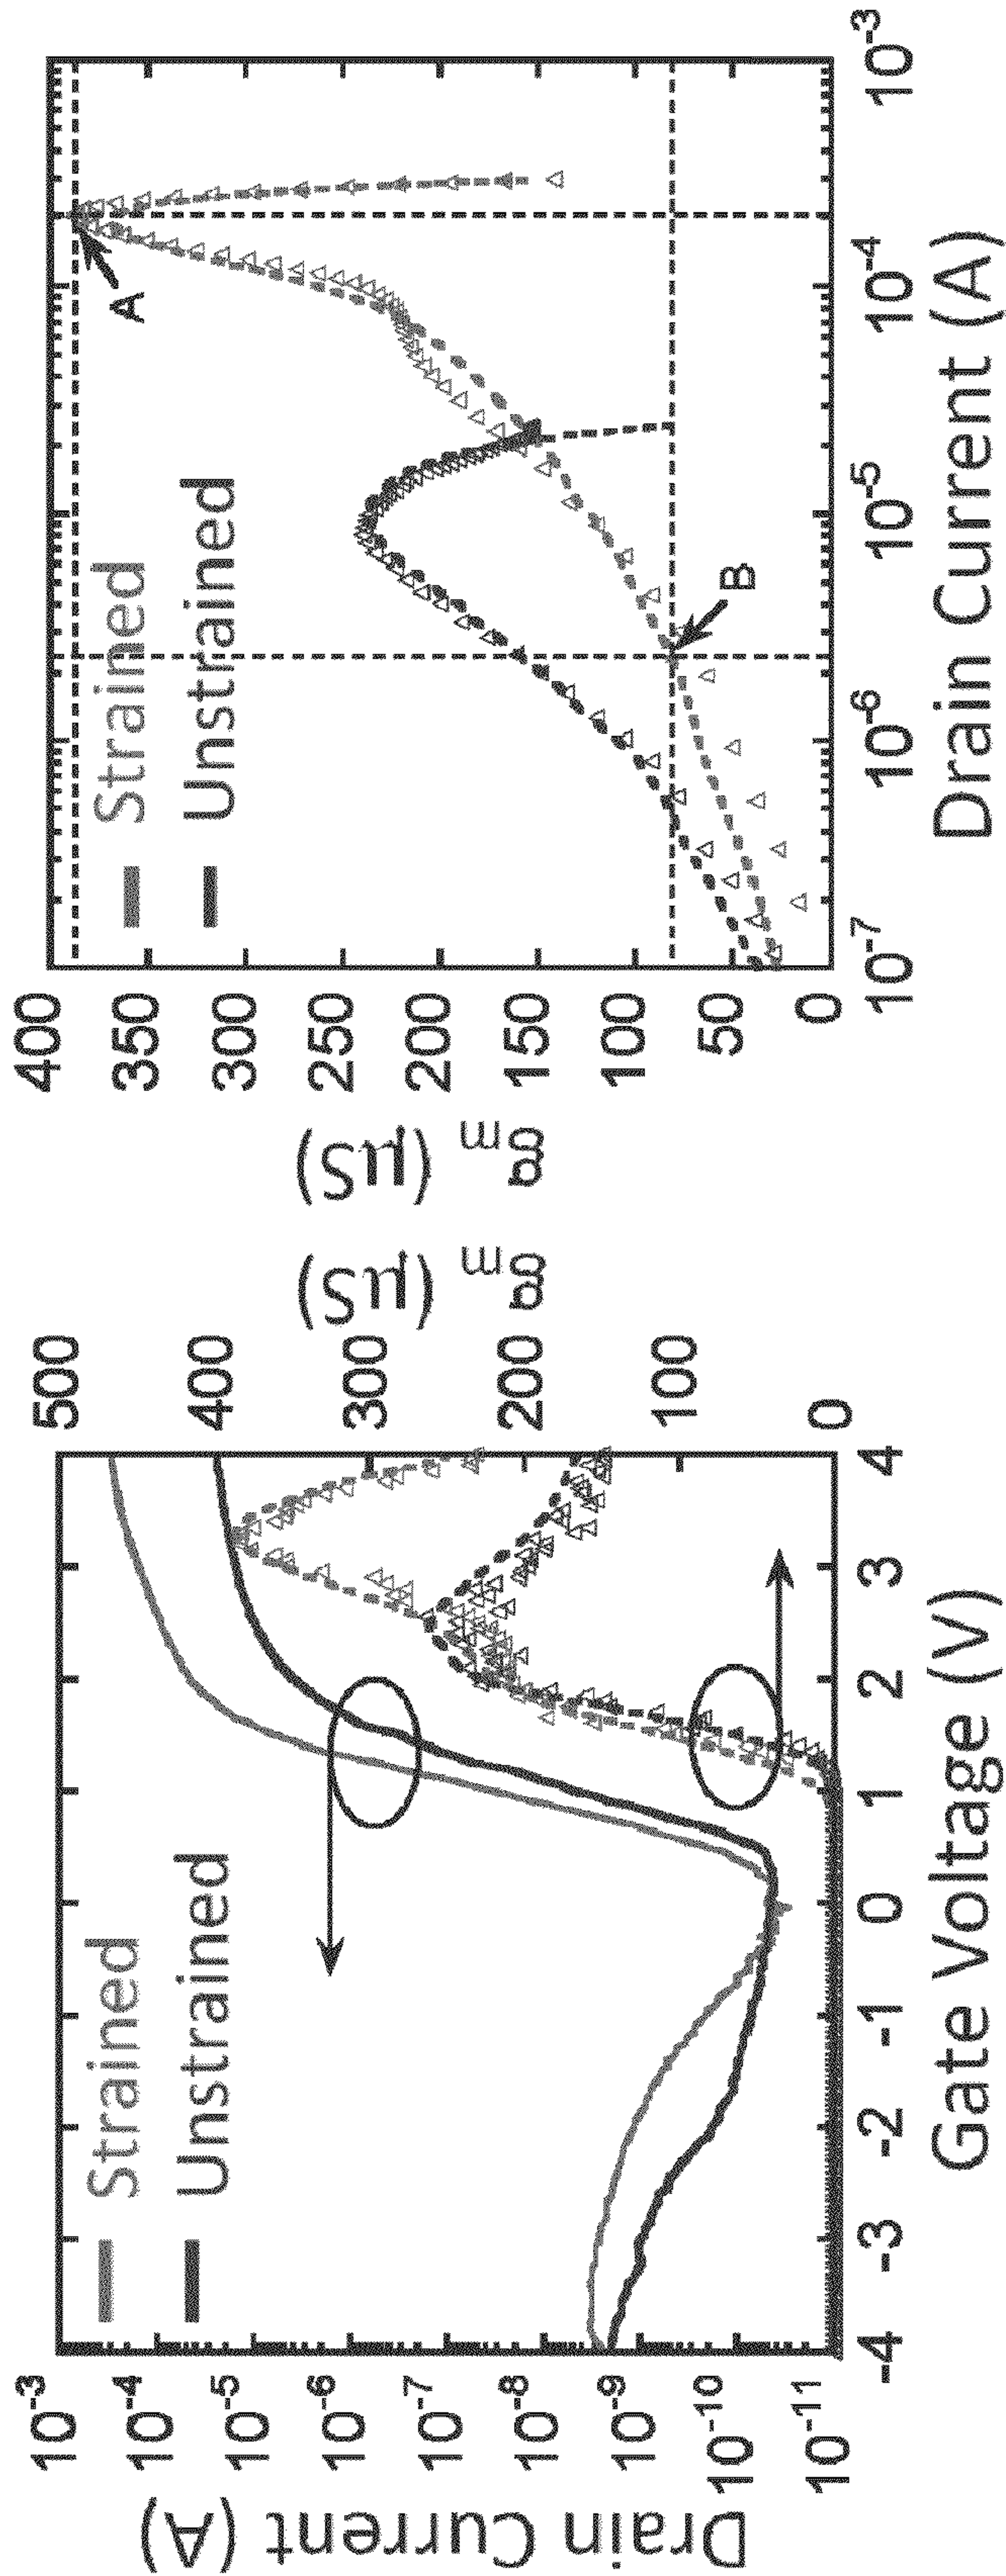 Strained
Unstrained
10-3
10-4
10-5
10-6
10-7
10-8
10-9
10-10
10-11
Drain Current (A)
-4 -3 -2 -1 0 1 2 3 4
Gate Voltage (V)
500
400
300
200
100
0
gm (μS)
gm (μS)
400
350
300
250
200
150
100
50
0
Strained
Unstrained
A
B
10-7 10-6 10-5 10-4 10-3
Drain Current (A)